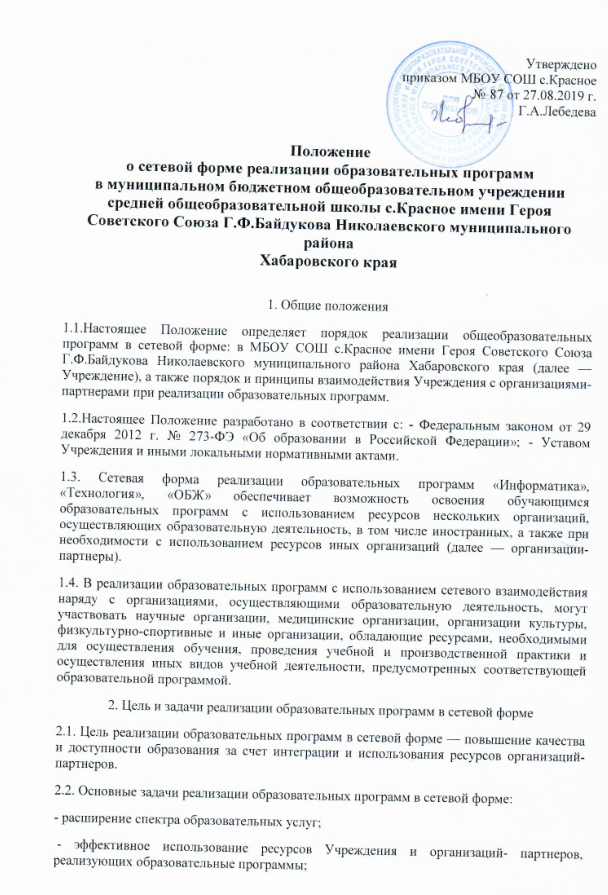 Утверждено
приказом МБОУ СОШ с.Красное
№ 87 от 27.08.2019 г.
Г.А.Лебедева
ДЛЯ
ДОКУМЕНТОВ
Положение
о сетевой форме реализации образовательных программ
в муниципальном бюджетном общеобразовательном учреждении
средней общеобразовательной школы с.Красное имени Героя
Советского Союза Г.Ф.Байдукова Николаевского муниципального
района
Хабаровского края
1. Общие положения
1.1.Настоящее Положение определяет порядок реализации общеобразовательных
программ в сетевой форме: в МБОУ СОШ с.Красное имени Героя Советского Союза
Г.Ф.Байдукова Николаевского муниципального района Хабаровского края (далее —
Учреждение), а также порядок и принципы взаимодействия Учреждения с организациями-
партнерами при реализации образовательных программ.
1.2.Настоящее Положение разработано в соответствии с: - Федеральным законом от 29
декабря 2012 г. № 273-ФЭ «Об образовании в Российской Федерации»; - Уставом
Учреждения и иными локальными нормативными актами.
1.3. Сетевая форма реализации образовательных программ «Информатика»,
«Технология», «ОБЖ» обеспечивает возможность освоения обучающимся
образовательных программ с использованием ресурсов нескольких организаций,
осуществляющих образовательную деятельность, в том числе иностранных, а также при
необходимости с использованием ресурсов иных организаций (далее — организации-
партнеры).
1.4. В реализации образовательных программ с использованием сетевого взаимодействия
наряду с организациями, осуществляющими образовательную деятельность, могут
участвовать научные организации, медицинские организации, организации культуры,
физкультурно-спортивные и иные организации, обладающие ресурсами, необходимыми
для осуществления обучения, проведения учебной и производственной практики и
осуществления иных видов учебной деятельности, предусмотренных соответствующей
образовательной программой.
2. Цель и задачи реализации образовательных программ в сетевой форме
2.1. Цель реализации образовательных программ в сетевой форме — повышение качества
и доступности образования за счет интеграции и использования ресурсов организаций-
партнеров.
2.2. Основные задачи реализации образовательных программ в сетевой форме:
- расширение спектра образовательных услуг;
- эффективное использование ресурсов Учреждения и организаций- партнеров,
реализующих образовательные программы;